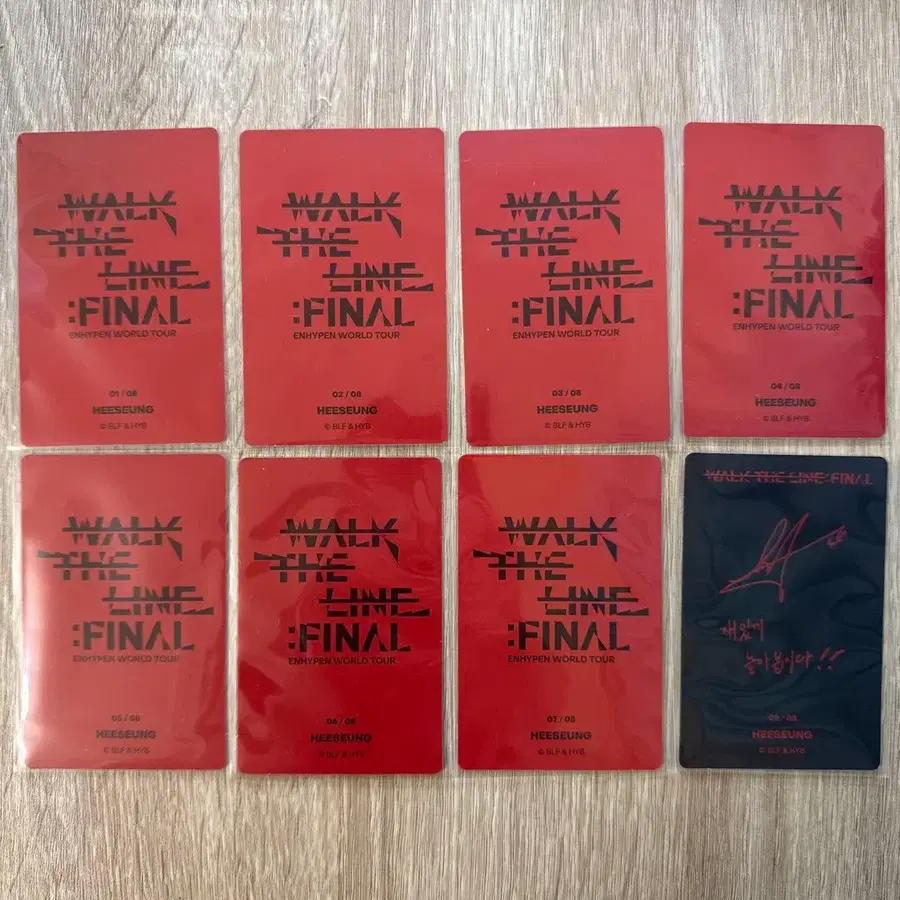 WALK
THE
LINE
:FINAL
ENHYPEN WORLD TOUR
01 / 08
HEESEUNG
© BLF & HYB
WALK
THE
LINE
:FINAL
ENHYPEN WORLD TOUR
02 / 08
HEESEUNG
© BLF & HYB
WALK
THE
LINE
:FINAL
ENHYPEN WORLD TOUR
03 / 08
HEESEUNG
© BLF & HYB
WALK
THE
LINE
:FINAL
ENHYPEN WORLD TOUR
04 / 08
HEESEUNG
© BLF & HYB
WALK
THE
LINE
:FINAL
ENHYPEN WORLD TOUR
05 / 08
HEESEUNG
© BLF & HYB
WALK
THE
LINE
:FINAL
ENHYPEN WORLD TOUR
06 / 08
HEESEUNG
© BLF & HYB
WALK
THE
LINE
:FINAL
ENHYPEN WORLD TOUR
07 / 08
HEESEUNG
© BLF & HYB
WALK THE LINE:FINAL
재밌게
놀아봅시다!!
08 / 08
HEESEUNG
© BLF & HYB